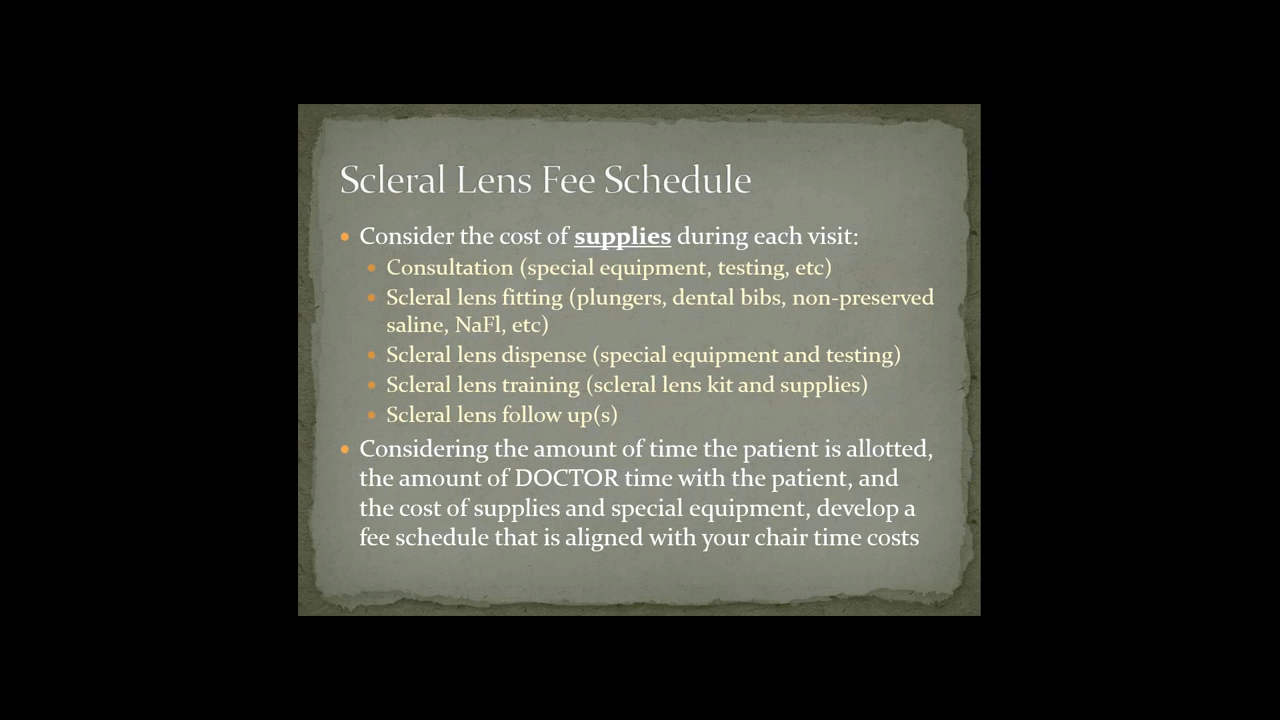 Scleral Lens Fee Schedule
• Consider the cost of supplies during each visit:
• Consultation (special equipment, testing, etc)
• Scleral lens fitting (plungers, dental bibs, non-preserved
saline, NaFl, etc)
• Scleral lens dispense (special equipment and testing)
• Scleral lens training (scleral lens kit and supplies)
• Scleral lens follow up(s)
• Considering the amount of time the patient is allotted,
the amount of DOCTOR time with the patient, and
the cost of supplies and special equipment, develop a
fee schedule that is aligned with your chair time costs